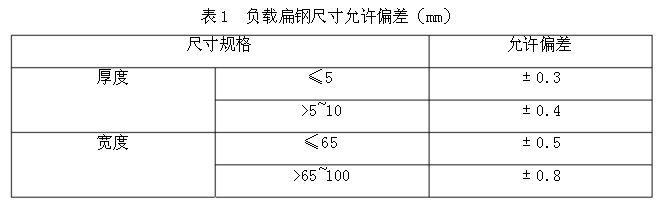 表1 负载扁钢尺寸允许偏差(mm)
尺寸规格 允许偏差
厚度 ≤5 ±0.3
>5~10 ±0.4
宽度 ≤65 ±0.5
>65~100 ±0.8